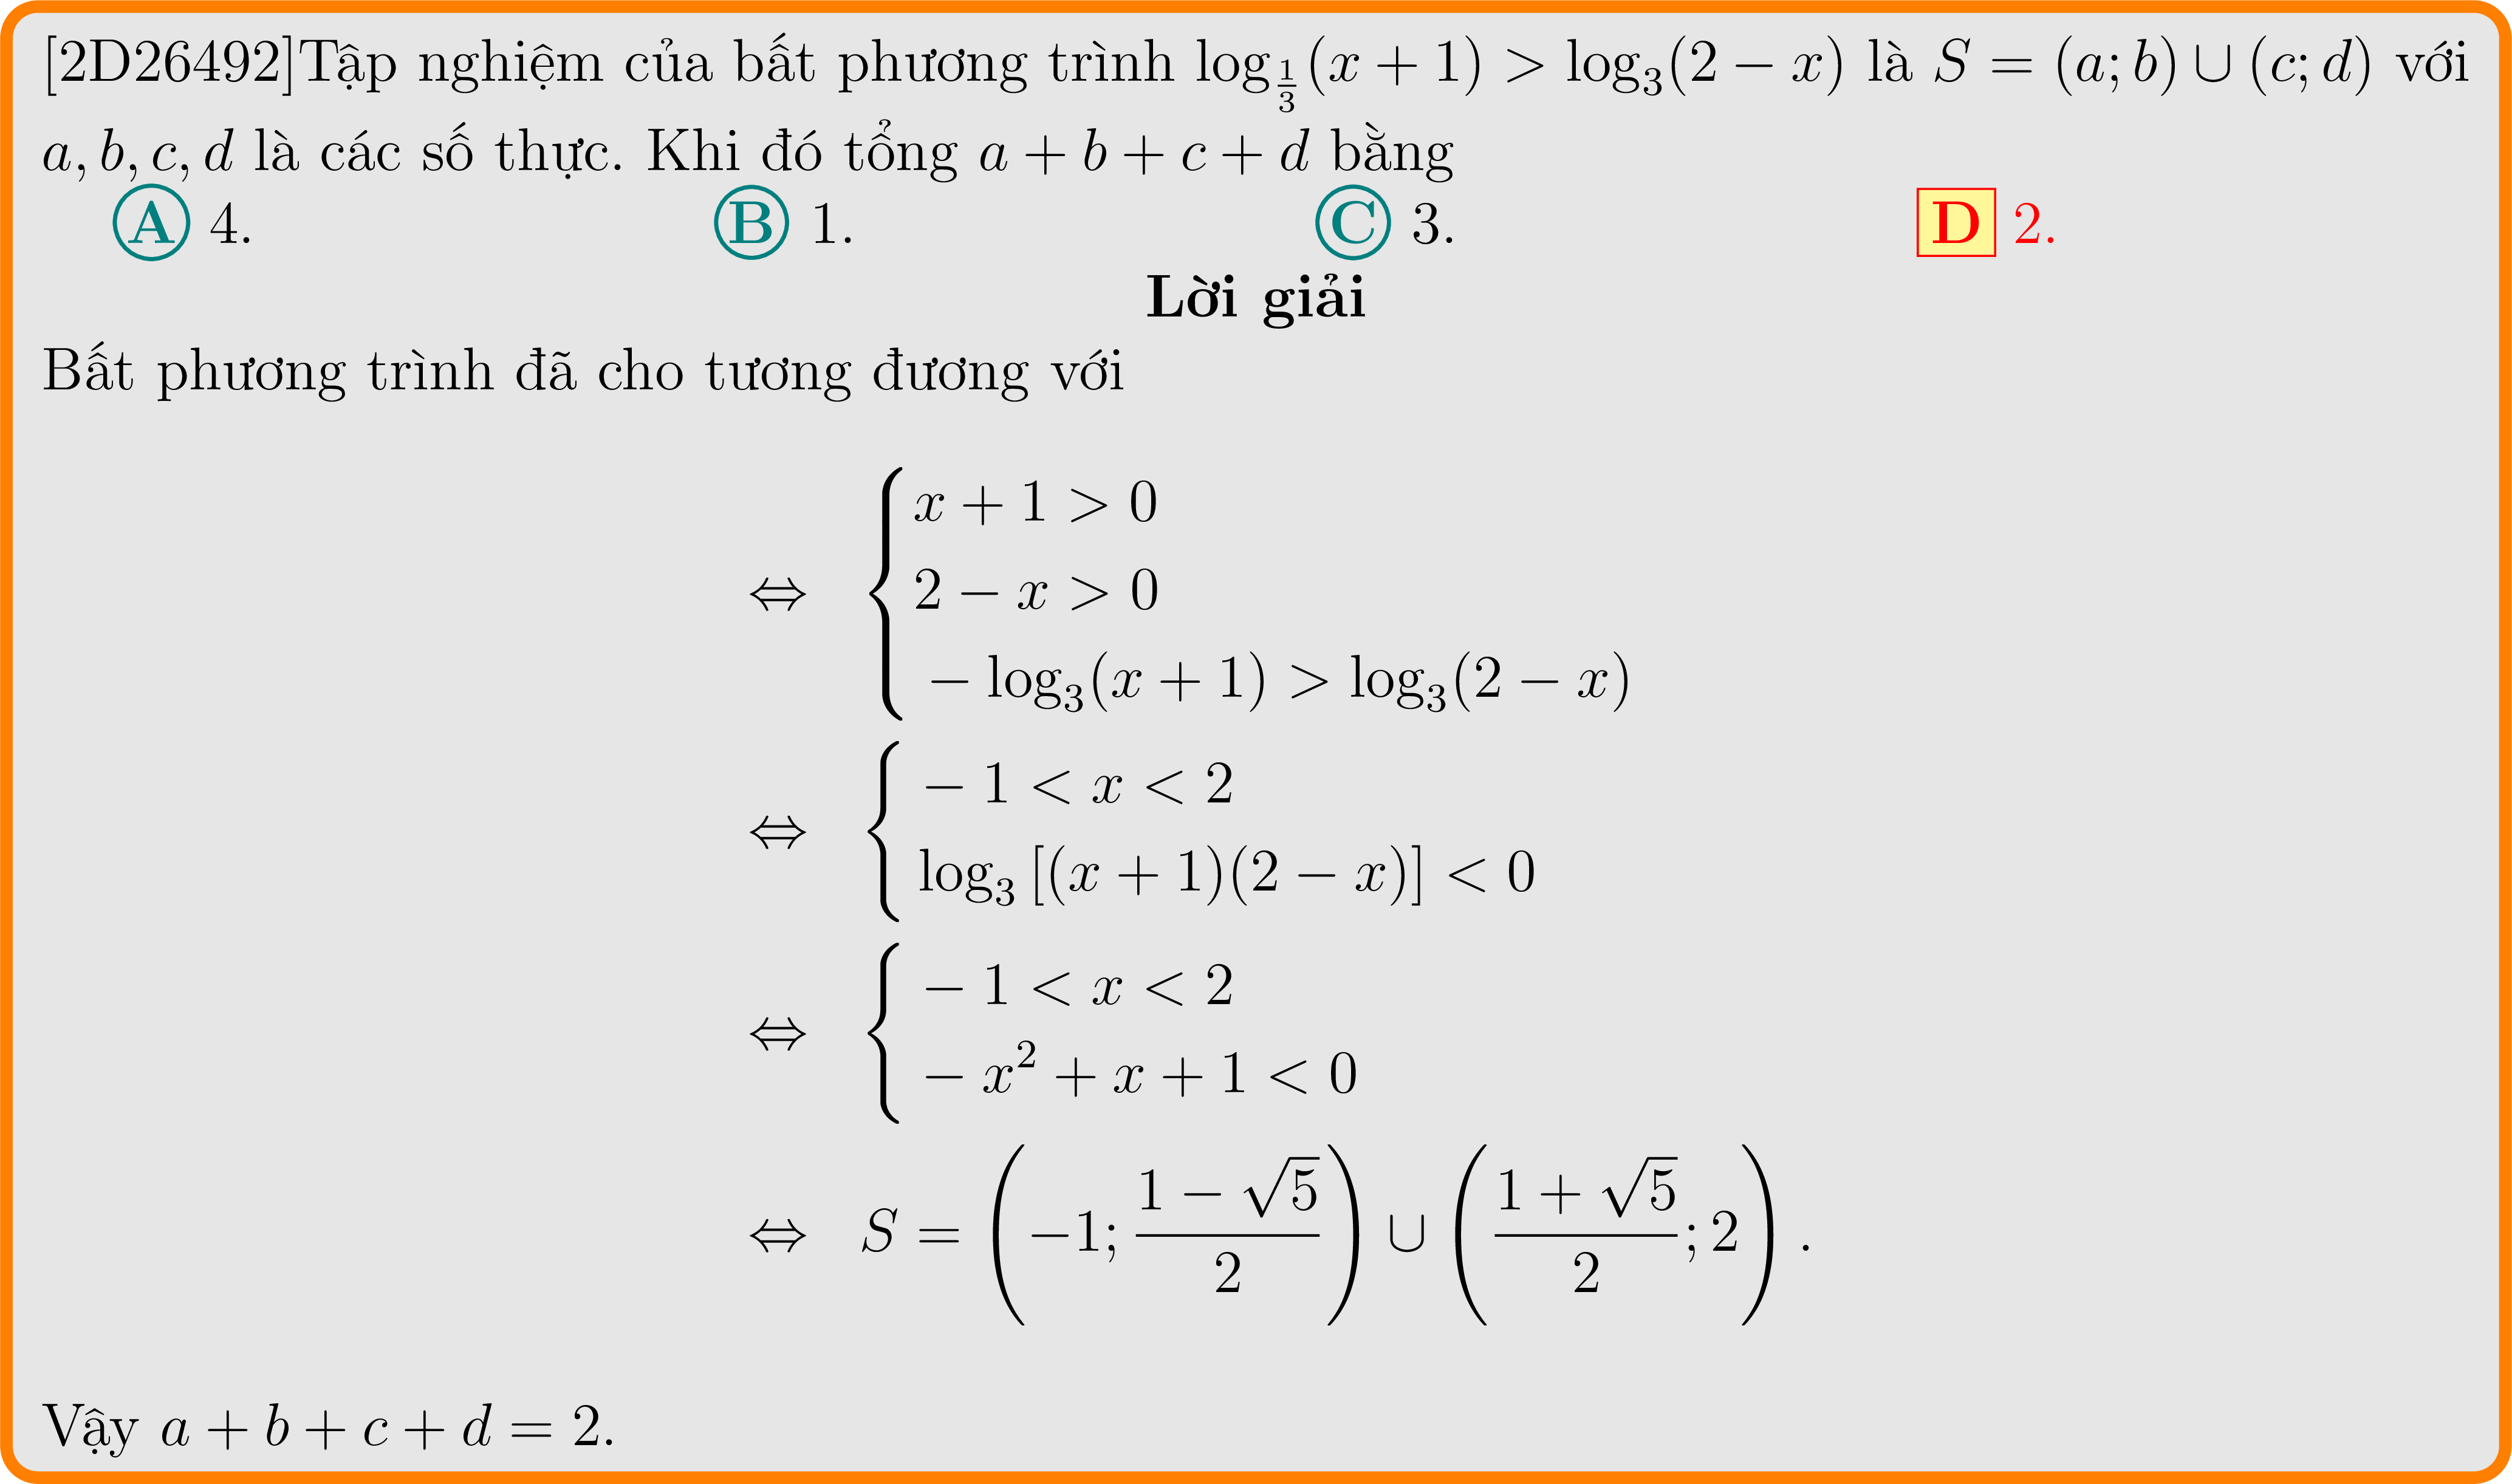 [2D26492]Tập nghiệm của bất phương trình $\log_{\frac{1}{3}}(x+1) > \log_3(2-x)$ là $S = (a;b) \cup (c;d)$ với
$a, b, c, d$ là các số thực. Khi đó tổng $a+b+c+d$ bằng
A 4. B 1. C 3. D 2.
Lời giải
Bất phương trình đã cho tương đương với
$\Leftrightarrow \begin{cases} x+1>0 \\ 2-x>0 \\ -\log_3(x+1) > \log_3(2-x) \end{cases}$
$\Leftrightarrow \begin{cases} -1<x<2 \\ \log_3[(x+1)(2-x)]<0 \end{cases}$
$\Leftrightarrow \begin{cases} -1<x<2 \\ -x^2+x+1<0 \end{cases}$
$\Leftrightarrow S = \left(-1; \frac{1-\sqrt{5}}{2}\right) \cup \left(\frac{1+\sqrt{5}}{2}; 2\right).$
Vậy $a+b+c+d=2$.